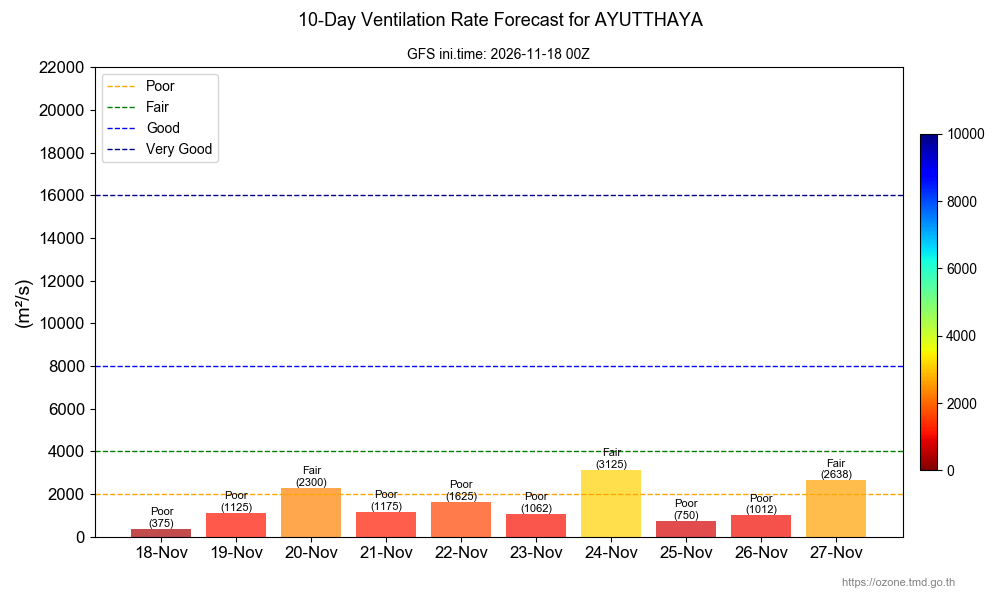 10-Day Ventilation Rate Forecast for AYUTTHAYA
GFS ini.time: 2026-11-18 00Z
(m²/s)
22000
20000
18000
16000
14000
12000
10000
8000
6000
4000
2000
0
Poor
Fair
Good
Very Good
Poor
(375)
Poor
(1125)
Fair
(2300)
Poor
(1175)
Poor
(1625)
Poor
(1062)
Fair
(3125)
Poor
(750)
Poor
(1012)
Fair
(2638)
18-Nov 19-Nov 20-Nov 21-Nov 22-Nov 23-Nov 24-Nov 25-Nov 26-Nov 27-Nov
10000
8000
6000
4000
2000
0
https://ozone.tmd.go.th